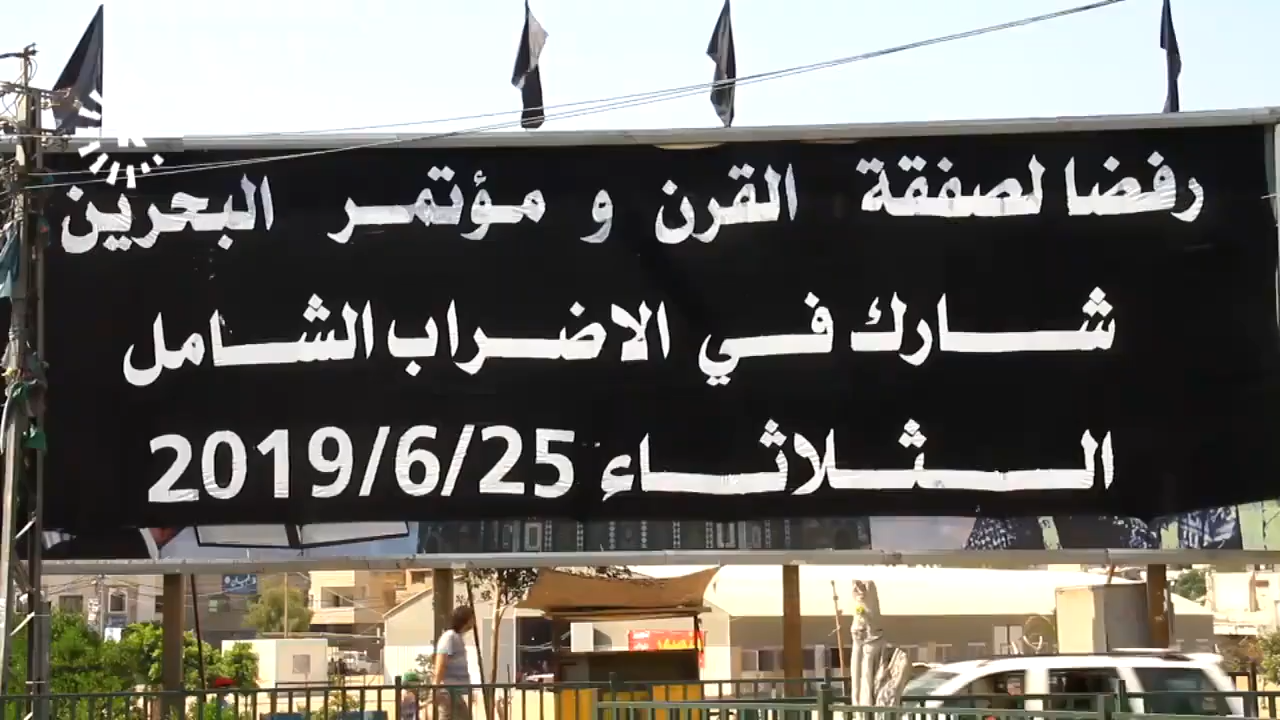 رفضا لصفقة القرن و مؤتمر البحرين
شارك في الاضراب الشامل
الثلاثاء 2019/6/25